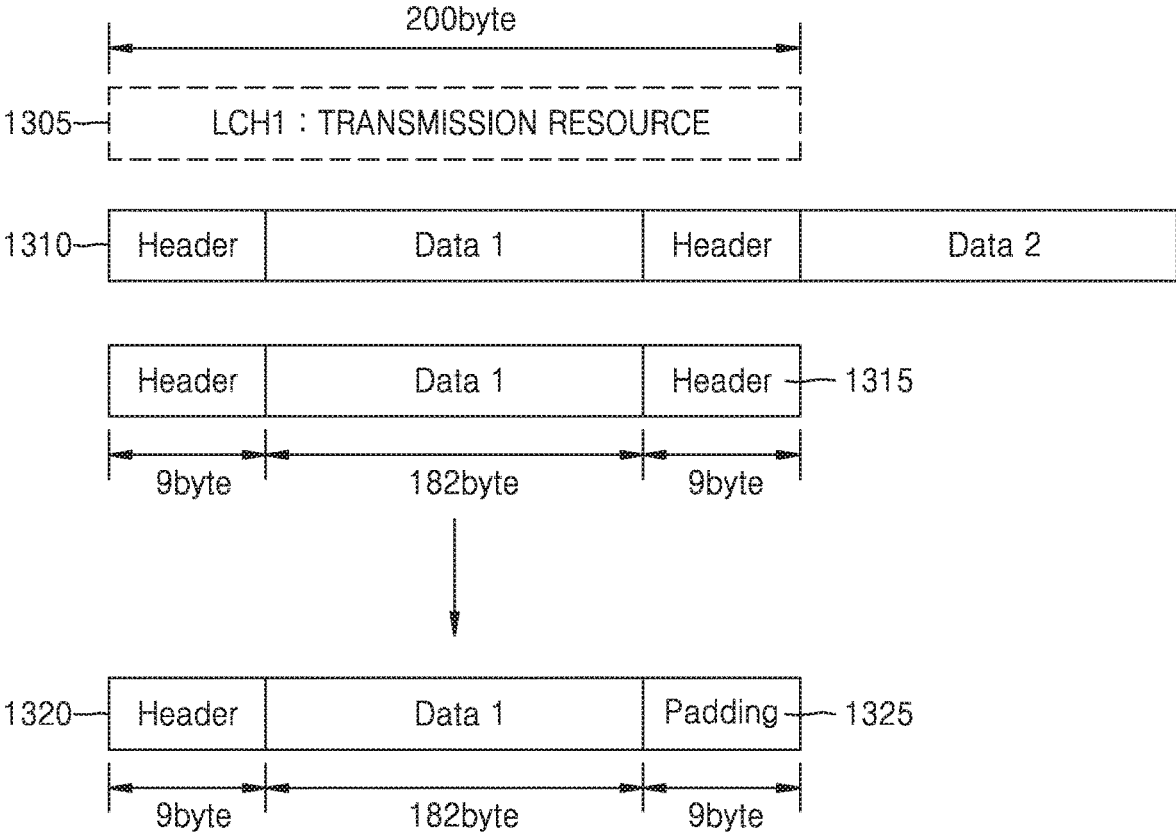 200byte
1305 LCH1 : TRANSMISSION RESOURCE
1310 Header Data 1 Header Data 2
Header Data 1 Header 1315
9byte 182byte 9byte
1320 Header Data 1 Padding 1325
9byte 182byte 9byte